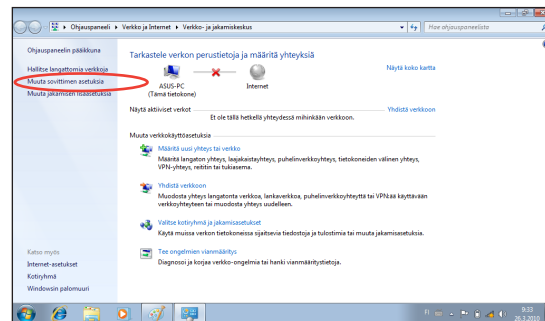 Ohjauspaneeli ▸ Verkko ja Internet ▸ Verkko- ja jakamiskeskus
Hae ohjauspaneelista
Ohjauspaneelin pääikkuna
Hallitse langattomia verkkoja
Muuta sovittimen asetuksia
Muuta jakamisen lisäasetuksia
Tarkastele verkon perustietoja ja määritä yhteyksiä
Näytä koko kartta
ASUS-PC
(Tämä tietokone)
Internet
Näytä aktiiviset verkot
Yhdistä verkkoon
Et ole tällä hetkellä yhteydessä mihinkään verkkoon.
Muuta verkkokäyttöasetuksia
Määritä uusi yhteys tai verkko
Määritä langaton yhteys, laajakaistayhteys, puhelinverkkoyhteys, tietokoneiden välinen yhteys,
VPN-yhteys, reititin tai tukiasema.
Yhdistä verkkoon
Muodosta yhteys langatonta verkkoa, lankaverkkoa, puhelinverkkoyhteyttä tai VPN:ää käyttävään
verkkoyhteyteen tai muodosta yhteys uudelleen.
Valitse kotiryhmä ja jakamisasetukset
Käytä muissa verkon tietokoneissa sijaitsevia tiedostoja ja tulostimia tai muuta jakamisasetuksia.
Tee ongelmien vianmääritys
Diagnosoi ja korjaa verkko-ongelmia tai hanki vianmääritystietoja.
Katso myös
Internet-asetukset
Kotiryhmä
Windowsin palomuuri
FI
9:33
26.3.2010